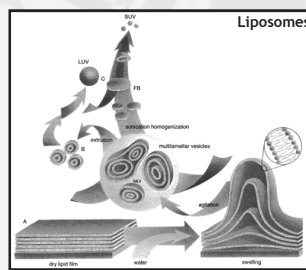 Liposomes
SUV
LUV
C
FB
sonication homogenization
extrusion
multilamellar vesicles
B
MLV
agitation
A
dry lipid film
water
swelling